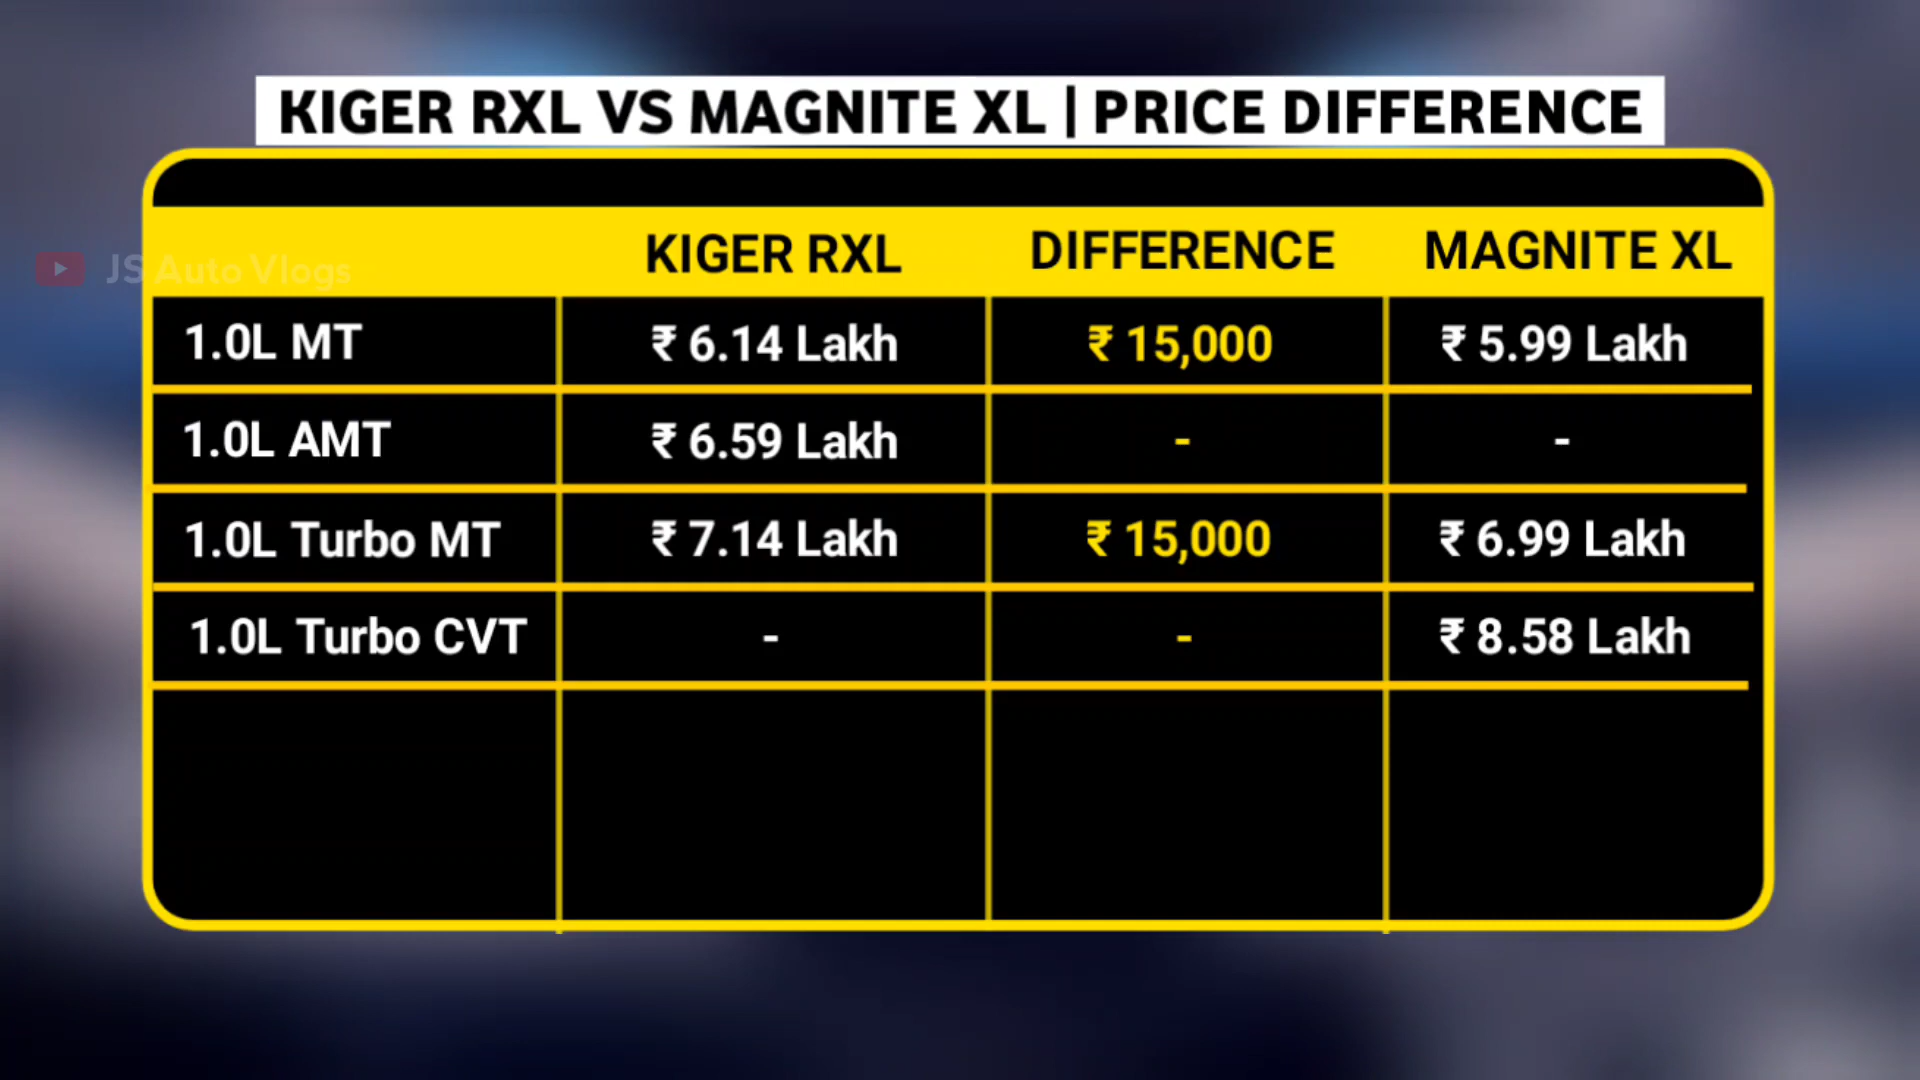 KIGER RXL VS MAGNITE XL | PRICE DIFFERENCE
KIGER RXL DIFFERENCE MAGNITE XL
JS Auto Vlogs
1.0L MT ₹ 6.14 Lakh ₹ 15,000 ₹ 5.99 Lakh
1.0L AMT ₹ 6.59 Lakh - -
1.0L Turbo MT ₹ 7.14 Lakh ₹ 15,000 ₹ 6.99 Lakh
1.0L Turbo CVT - - ₹ 8.58 Lakh